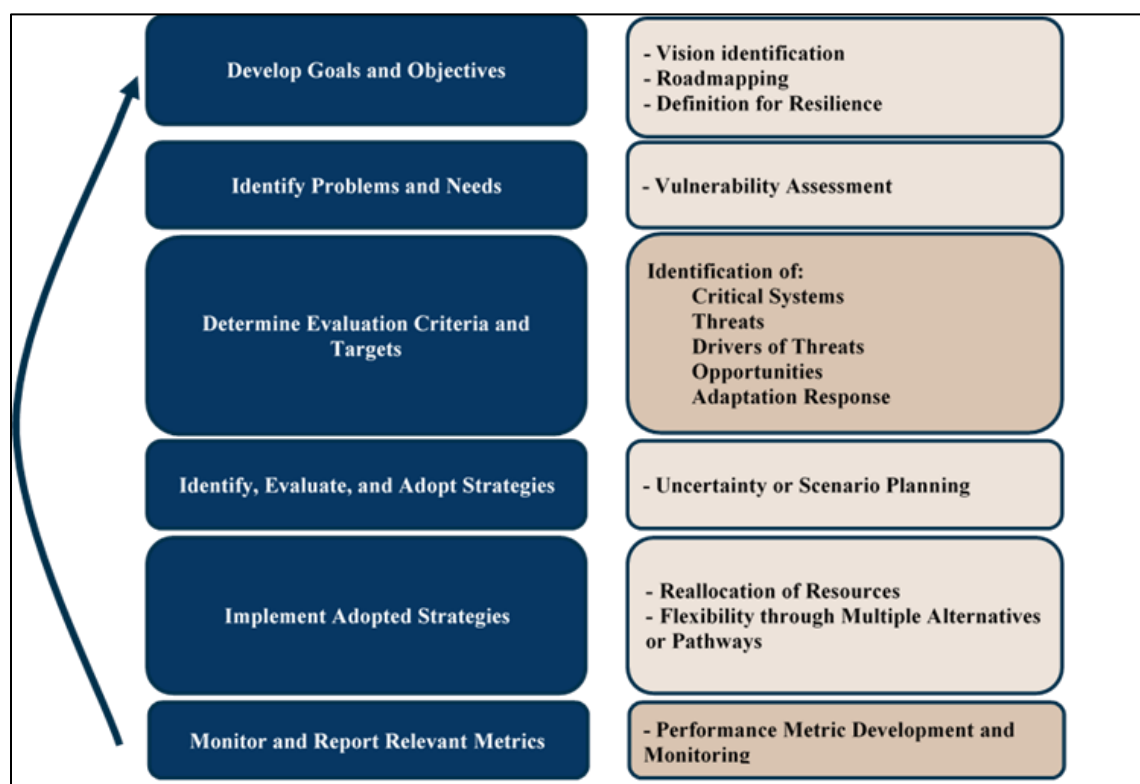 Develop Goals and Objectives
- Vision identification
- Roadmapping
- Definition for Resilience
Identify Problems and Needs
- Vulnerability Assessment
Determine Evaluation Criteria and
Targets
Identification of:
Critical Systems
Threats
Drivers of Threats
Opportunities
Adaptation Response
Identify, Evaluate, and Adopt Strategies
- Uncertainty or Scenario Planning
Implement Adopted Strategies
- Reallocation of Resources
- Flexibility through Multiple Alternatives
or Pathways
Monitor and Report Relevant Metrics
- Performance Metric Development and
Monitoring